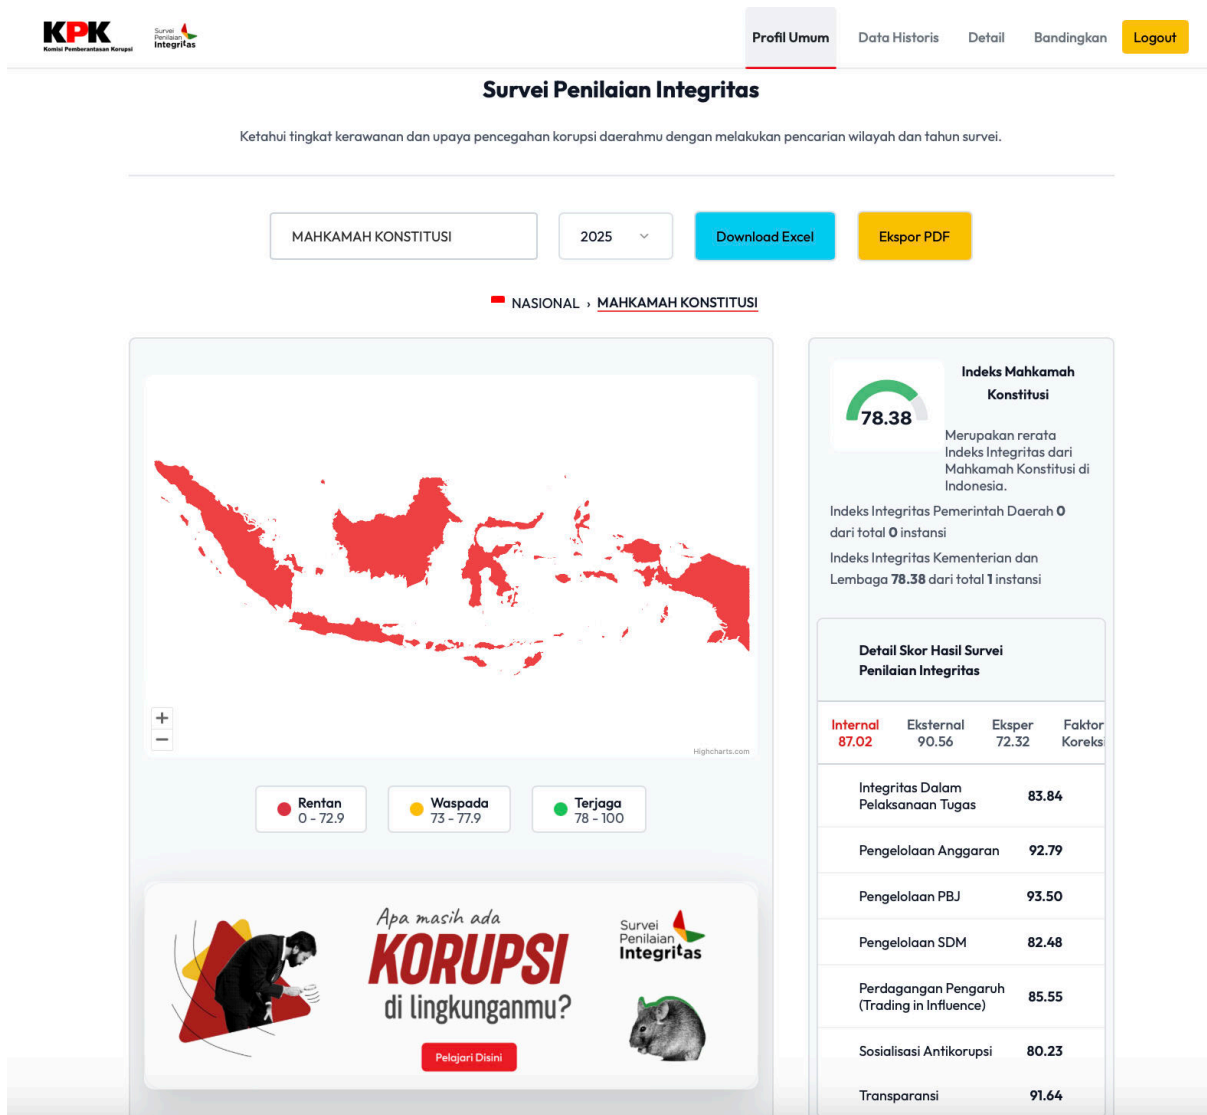 KPK
Komisi Pemberantasan Korupsi
Survei
Penilaian
Integritas
Profil Umum
Data Historis
Detail
Bandingkan
Logout
Survei Penilaian Integritas
Ketahui tingkat kerawanan dan upaya pencegahan korupsi daerahmu dengan melakukan pencarian wilayah dan tahun survei.
MAHKAMAH KONSTITUSI
2025
Download Excel
Ekspor PDF
NASIONAL › MAHKAMAH KONSTITUSI
+
−
Highcharts.com
Rentan
0 - 72.9
Waspada
73 - 77.9
Terjaga
78 - 100
Apa masih ada
KORUPSI
di lingkunganmu?
Pelajari Disini
Survei
Penilaian
Integritas
78.38
Indeks Mahkamah
Konstitusi
Merupakan rerata
Indeks Integritas dari
Mahkamah Konstitusi di
Indonesia.
Indeks Integritas Pemerintah Daerah 0
dari total 0 instansi
Indeks Integritas Kementerian dan
Lembaga 78.38 dari total 1 instansi
Detail Skor Hasil Survei
Penilaian Integritas
Internal
87.02
Eksternal
90.56
Eksper
72.32
Faktor
Koreksi
Integritas Dalam
Pelaksanaan Tugas
83.84
Pengelolaan Anggaran
92.79
Pengelolaan PBJ
93.50
Pengelolaan SDM
82.48
Perdagangan Pengaruh
(Trading in Influence)
85.55
Sosialisasi Antikorupsi
80.23
Transparansi
91.64